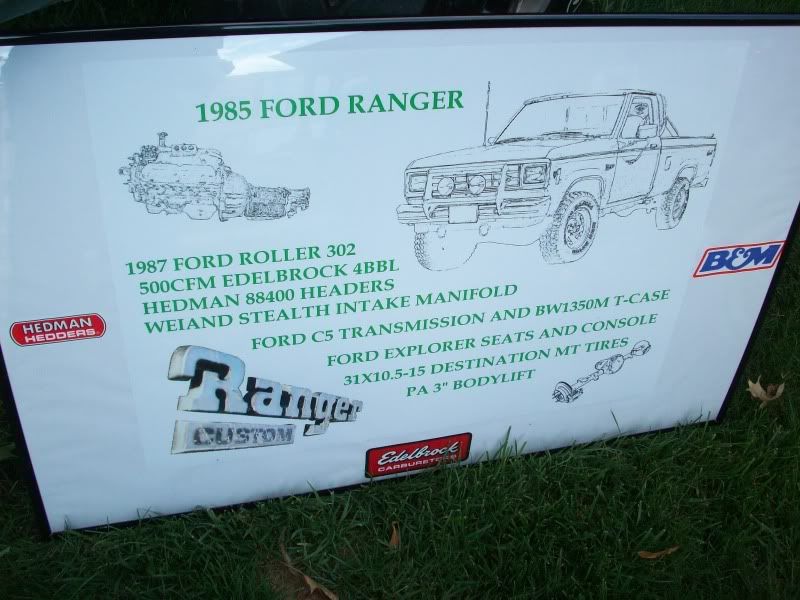 1985 FORD RANGER
1987 FORD ROLLER 302
500CFM EDELBROCK 4BBL
HEDMAN 88400 HEADERS
WEIAND STEALTH INTAKE MANIFOLD
FORD C5 TRANSMISSION AND BW1350M T-CASE
FORD EXPLORER SEATS AND CONSOLE
31X10.5-15 DESTINATION MT TIRES
PA 3" BODYLIFT
HEDMAN
HEDDERS
B&M
Ranger
CUSTOM
Edelbrock
CARBURETORS